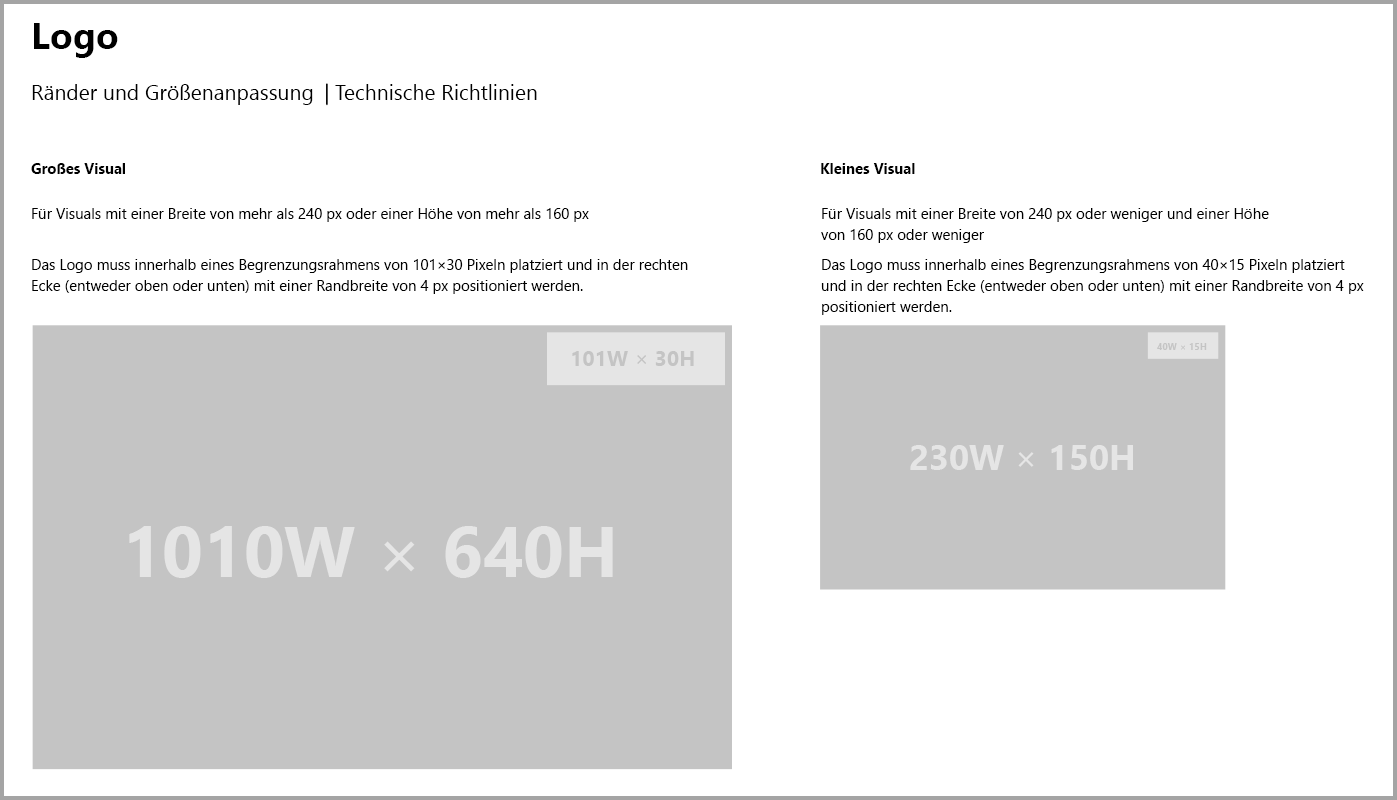 Logo
Ränder und Größenanpassung | Technische Richtlinien
Großes Visual
Für Visuals mit einer Breite von mehr als 240 px oder einer Höhe von mehr als 160 px
Das Logo muss innerhalb eines Begrenzungsrahmens von 101×30 Pixeln platziert und in der rechten
Ecke (entweder oben oder unten) mit einer Randbreite von 4 px positioniert werden.
101W × 30H
1010W × 640H
Kleines Visual
Für Visuals mit einer Breite von 240 px oder weniger und einer Höhe
von 160 px oder weniger
Das Logo muss innerhalb eines Begrenzungsrahmens von 40×15 Pixeln platziert
und in der rechten Ecke (entweder oben oder unten) mit einer Randbreite von 4 px
positioniert werden.
40W × 15H
230W × 150H